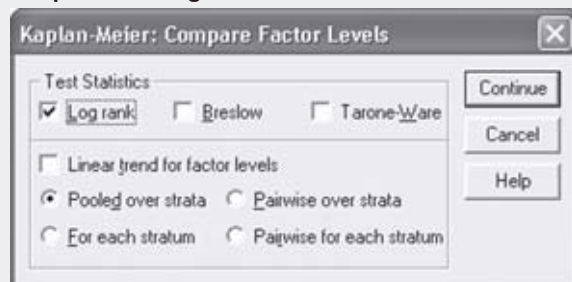 Kaplan-Meier: Compare Factor Levels
Test Statistics
Log rank Breslow Tarone-Ware
Linear trend for factor levels
Pooled over strata Pairwise over strata
For each stratum Pairwise for each stratum
Continue
Cancel
Help